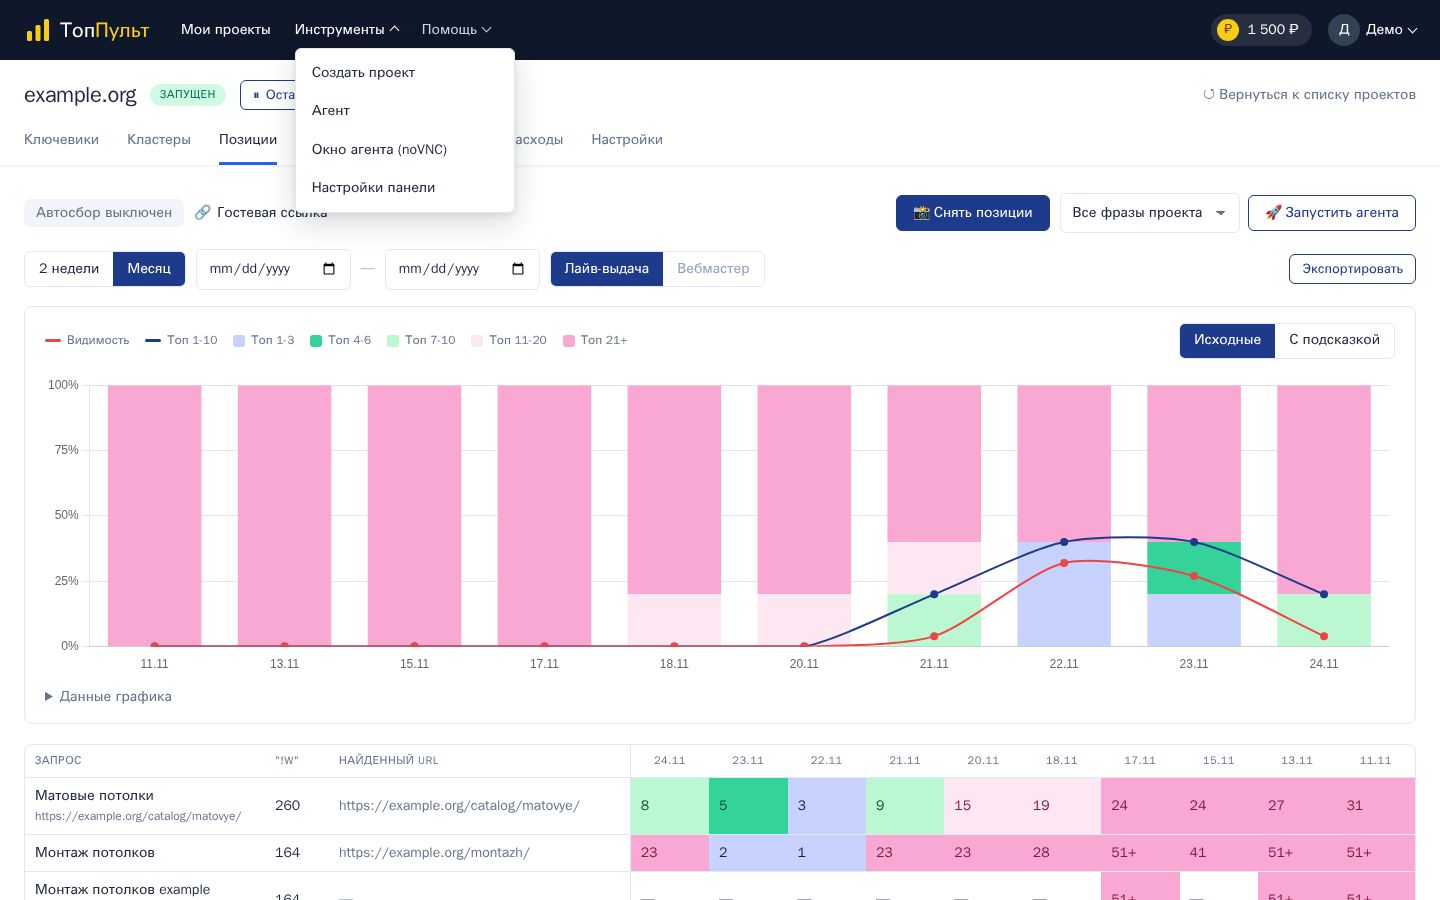 ТопПульт
Мои проекты
Инструменты
Помощь
₽ 1 500 ₽
Д Демо
Создать проект
Агент
Окно агента (noVNC)
Настройки панели
example.org
ЗАПУЩЕН
Вернуться к списку проектов
Ключевики
Кластеры
Позиции
Настройки
Автосбор выключен
Гостевая ссылка
Снять позиции
Все фразы проекта
Запустить агента
2 недели
Месяц
mm/dd/yyyy
—
mm/dd/yyyy
Лайв-выдача
Вебмастер
Экспортировать
Видимость
Топ 1-10
Топ 1-3
Топ 4-6
Топ 7-10
Топ 11-20
Топ 21+
Исходные
С подсказкой
100%
75%
50%
25%
0%
11.11 13.11 15.11 17.11 18.11 20.11 21.11 22.11 23.11 24.11
Данные графика
ЗАПРОС "!W" НАЙДЕННЫЙ URL 24.11 23.11 22.11 21.11 20.11 18.11 17.11 15.11 13.11 11.11
Матовые потолки
https://example.org/catalog/matovye/
260 https://example.org/catalog/matovye/ 8 5 3 9 15 19 24 24 27 31
Монтаж потолков 164 https://example.org/montazh/ 23 2 1 23 23 28 51+ 41 51+ 51+
Монтаж потолков example
164 — — — — — — — 51+ — 51+ 51+